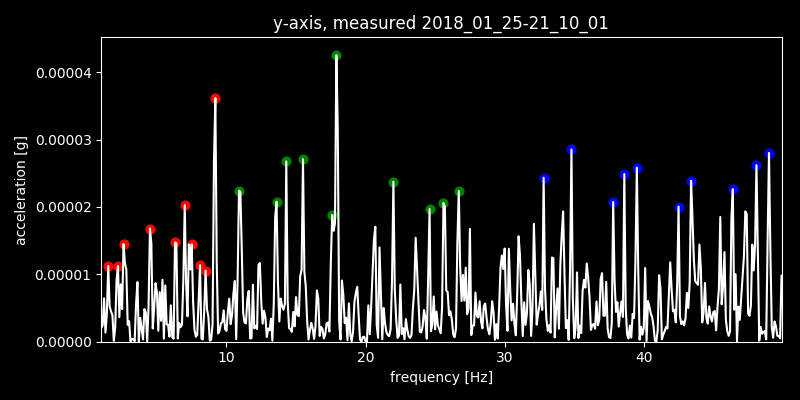 y-axis, measured 2018_01_25-21_10_01
0.00004
0.00003
0.00002
0.00001
0.00000
acceleration [g]
10 20 30 40
frequency [Hz]